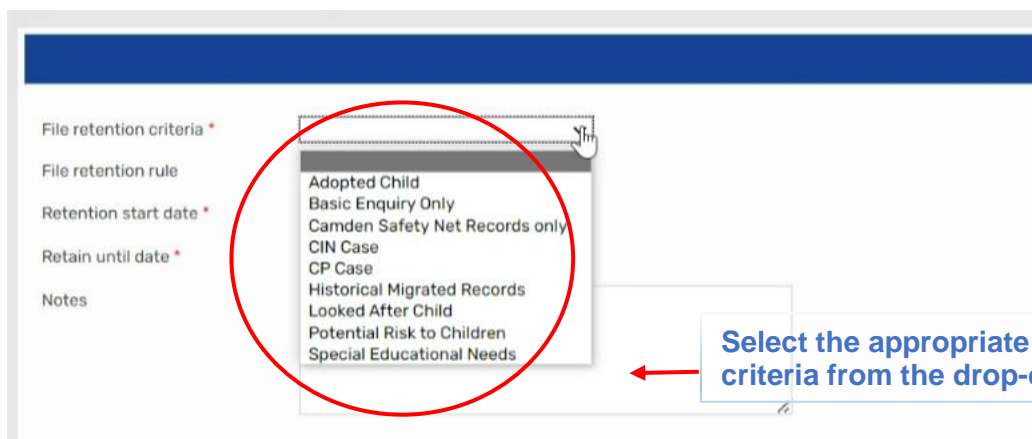 File retention criteria *
File retention rule
Retention start date *
Retain until date *
Notes
Adopted Child
Basic Enquiry Only
Camden Safety Net Records only
CIN Case
CP Case
Historical Migrated Records
Looked After Child
Potential Risk to Children
Special Educational Needs
Select the appropriate
criteria from the drop-